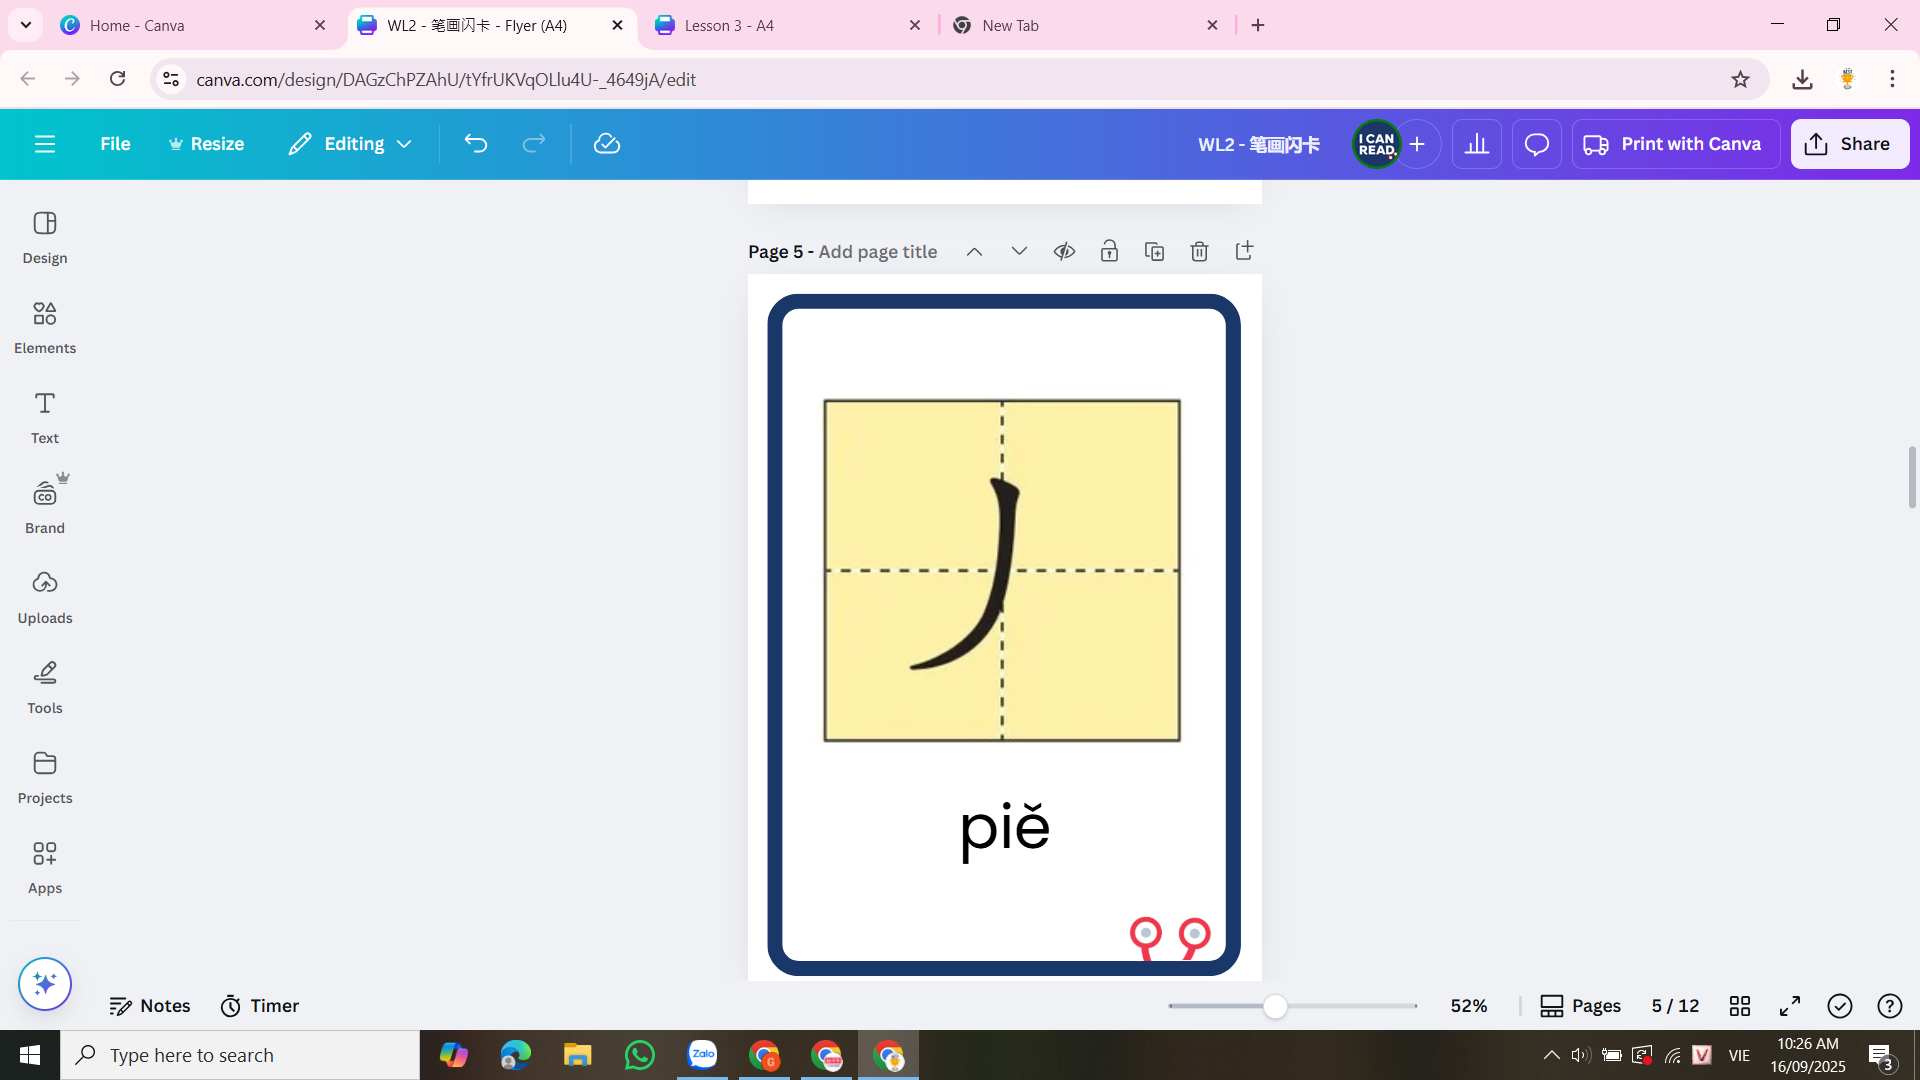 Home - Canva
WL2 - 笔画闪卡 - Flyer (A4)
Lesson 3 - A4
New Tab
canva.com/design/DAGzChPZAhU/tYfrUKVqOLlu4U-_4649jA/edit
File
Resize
Editing
WL2 - 笔画闪卡
I CAN
READ
Print with Canva
Share
Design
Elements
Text
Brand
Uploads
Tools
Projects
Apps
Page 5 - Add page title
丿
piě
Notes
Timer
52%
Pages
5 / 12
Type here to search
Zalo
VIE
10:26 AM
16/09/2025
3